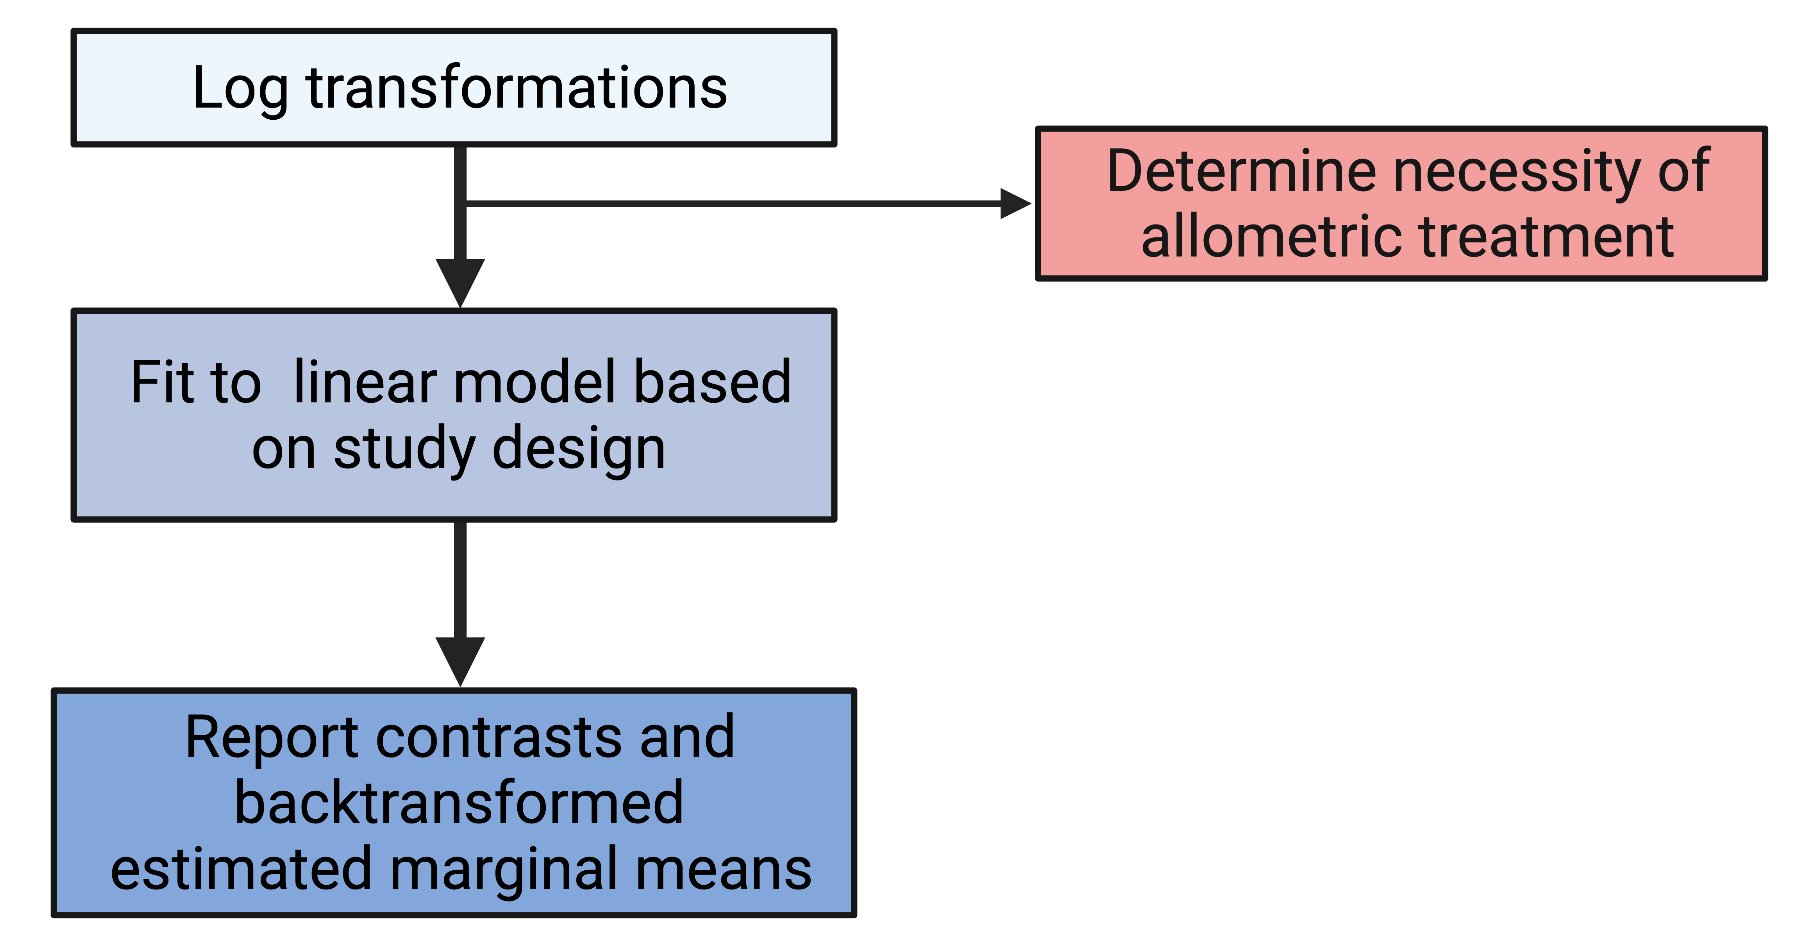 Log transformations
Determine necessity of
allometric treatment
Fit to  linear model based
on study design
Report contrasts and
backtransformed
estimated marginal means